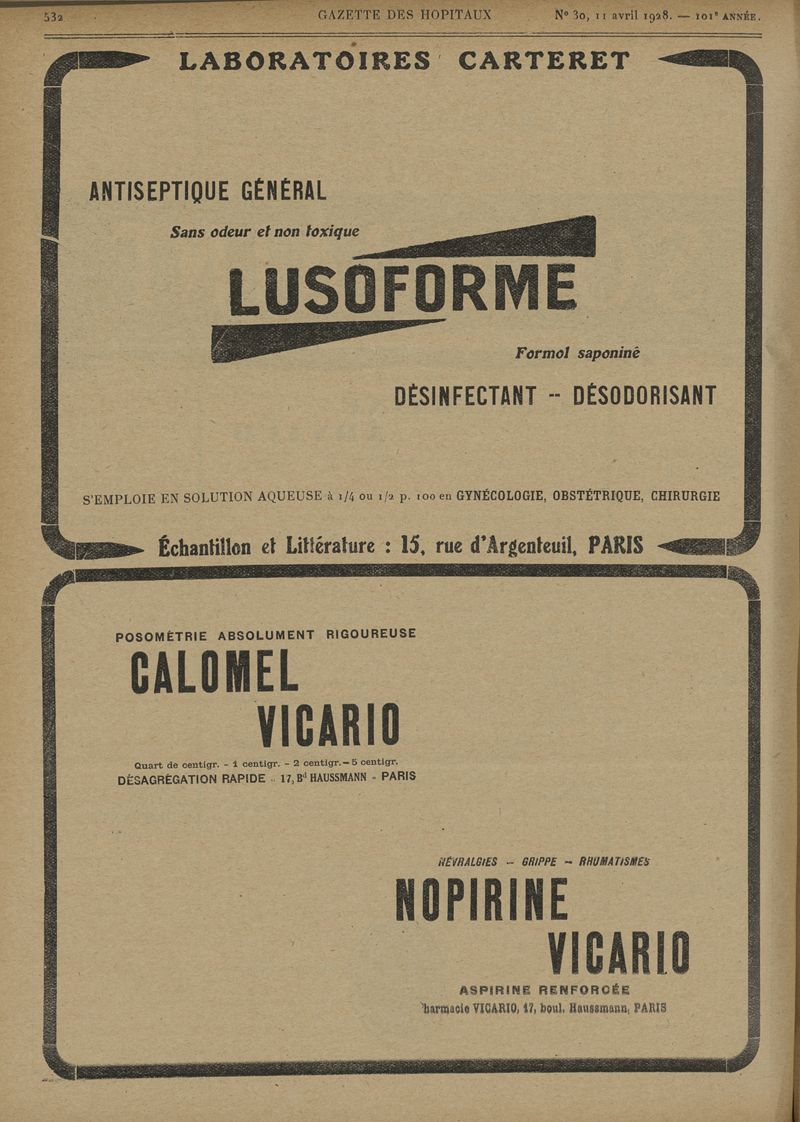 532 GAZETTE DES HOPITAUX N° 30, 11 avril 1928. — 101e ANNÉE.
LABORATOIRES CARTERET
ANTISEPTIQUE GÉNÉRAL
Sans odeur et non toxique
LUSOFORME
Formol saponiné
DÉSINFECTANT -- DÉSODORISANT
S'EMPLOIE EN SOLUTION AQUEUSE à 1/4 ou 1/2 p. 100 en GYNÉCOLOGIE, OBSTÉTRIQUE, CHIRURGIE
Échantillon et Littérature : 15, rue d'Argenteuil, PARIS
POSOMÉTRIE ABSOLUMENT RIGOUREUSE
CALOMEL
VICARIO
Quart de centigr. - 1 centigr. - 2 centigr. - 5 centigr.
DÉSAGRÉGATION RAPIDE - 17, Bd HAUSSMANN - PARIS
NÉVRALGIES - GRIPPE - RHUMATISMES
NOPIRINE
VICARIO
ASPIRINE RENFORCÉE
harmacie VICARIO, 17, boul. Haussmann, PARIS